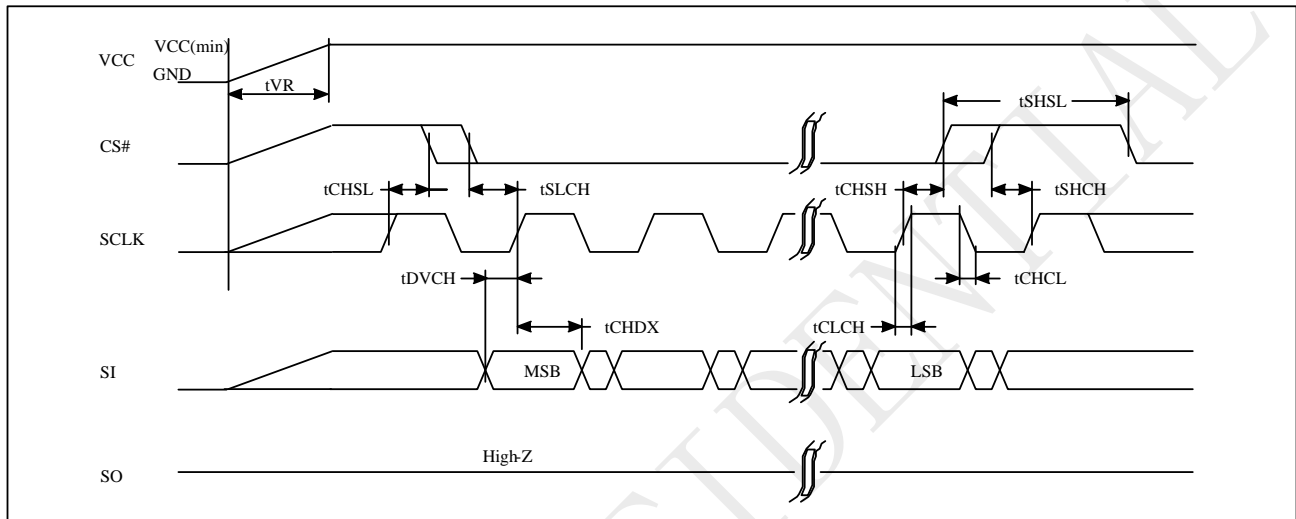 VCC(min)
VCC
GND
tVR
tSHSL
CS#
tCHSL
tSLCH
tCHSH
tSHCH
SCLK
tDVCH
tCHCL
tCHDX
tCLCH
SI
MSB
LSB
High-Z
SO